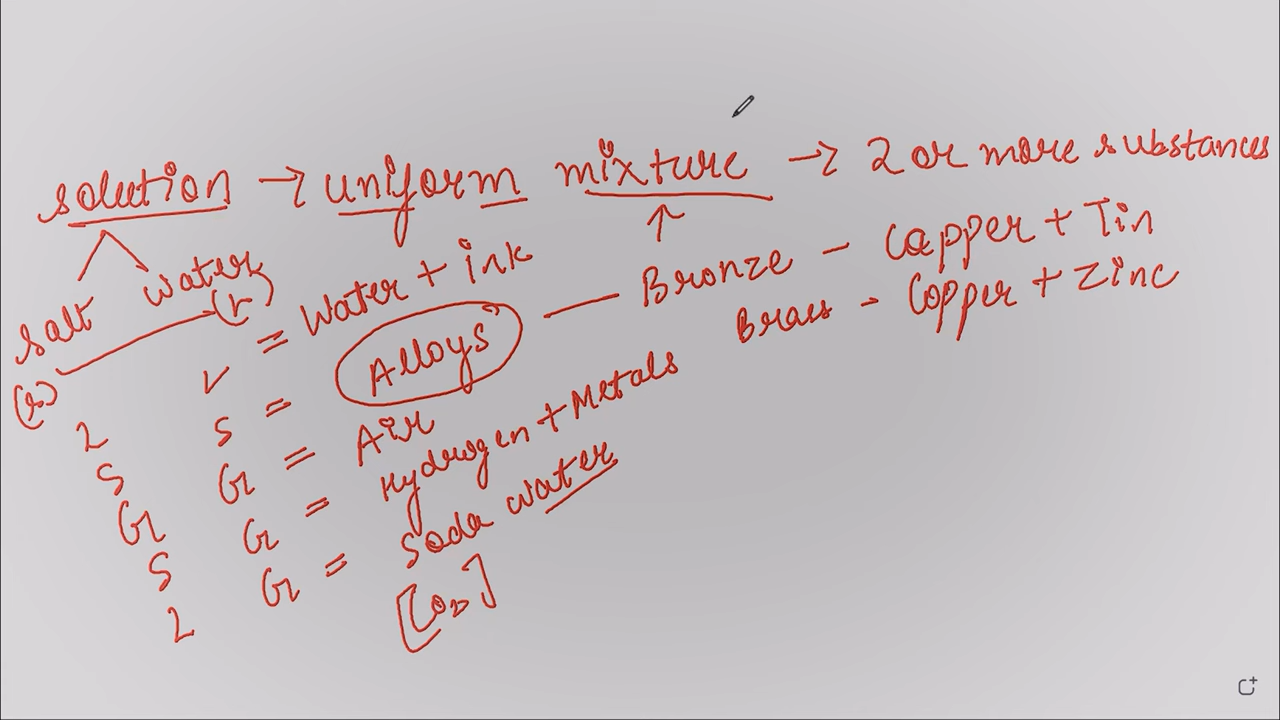 solution → uniform mixture → 2 or more substances
salt water
(s) (L)
L L = Water + ink
S S = Alloys — Bronze - Copper + Tin
Brass - Copper + Zinc
G G = Air
S G = Hydrogen + Metals
L G = Soda water
[CO2]